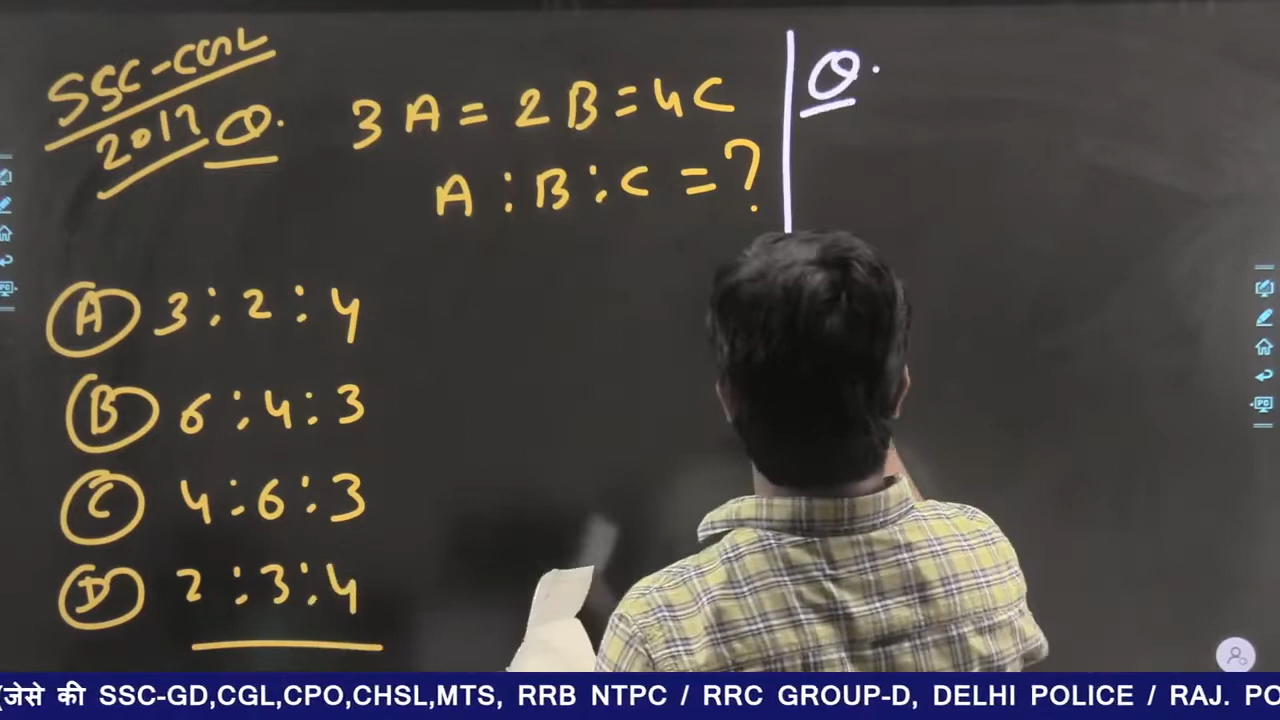 SSC-CGL
2017 Q.
3A = 2B = 4C
A : B : C = ?
Q.
A 3 : 2 : 4
B 6 : 4 : 3
C 4 : 6 : 3
D 2 : 3 : 4
(जेसे की SSC-GD,CGL,CPO,CHSL,MTS, RRB NTPC / RRC GROUP-D, DELHI POLICE / RAJ. PO